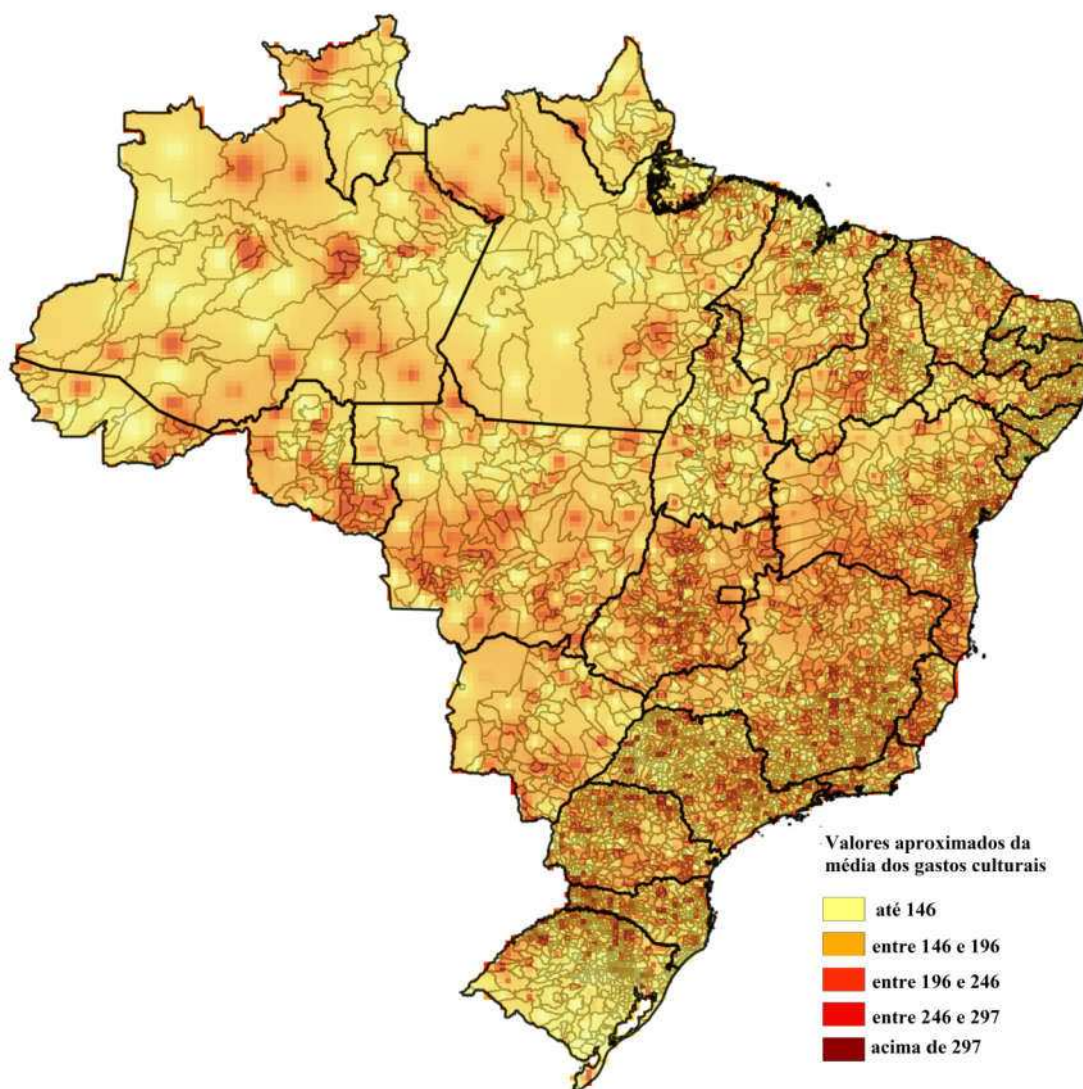 Valores aproximados da
média dos gastos culturais
até 146
entre 146 e 196
entre 196 e 246
entre 246 e 297
acima de 297